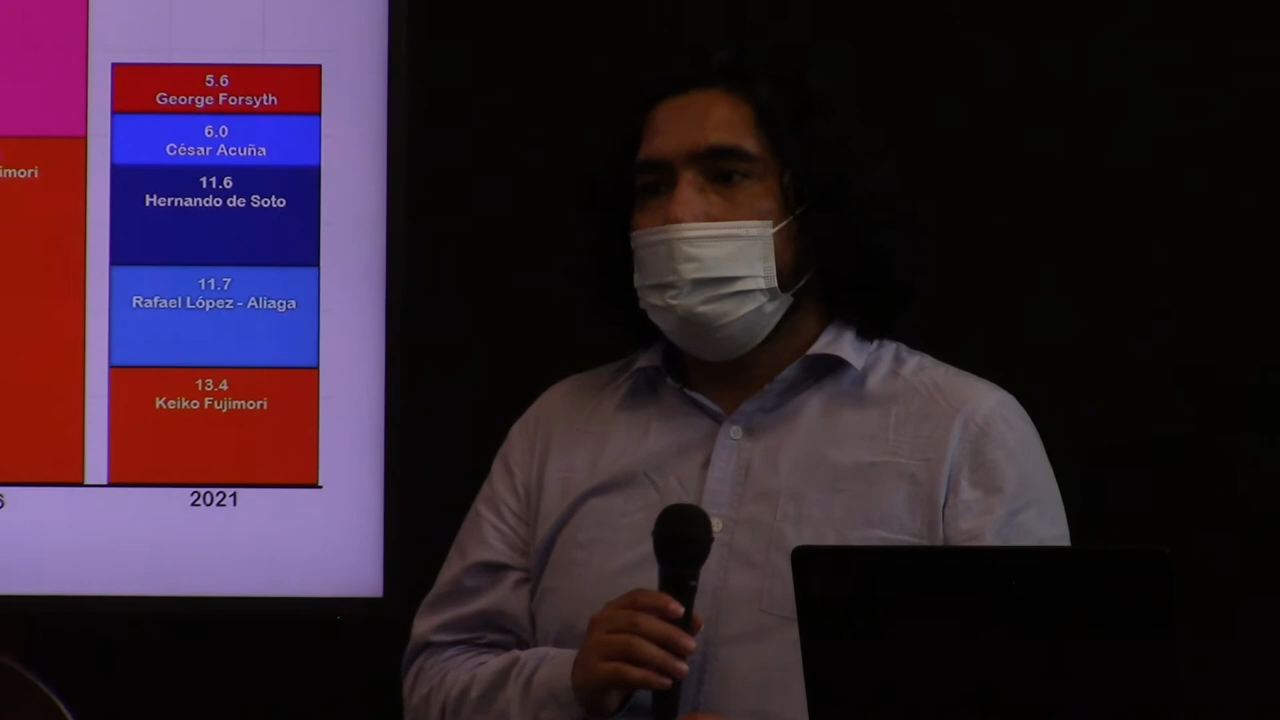 5.6
George Forsyth
6.0
César Acuña
11.6
Hernando de Soto
imori
11.7
Rafael López - Aliaga
13.4
Keiko Fujimori
6
2021